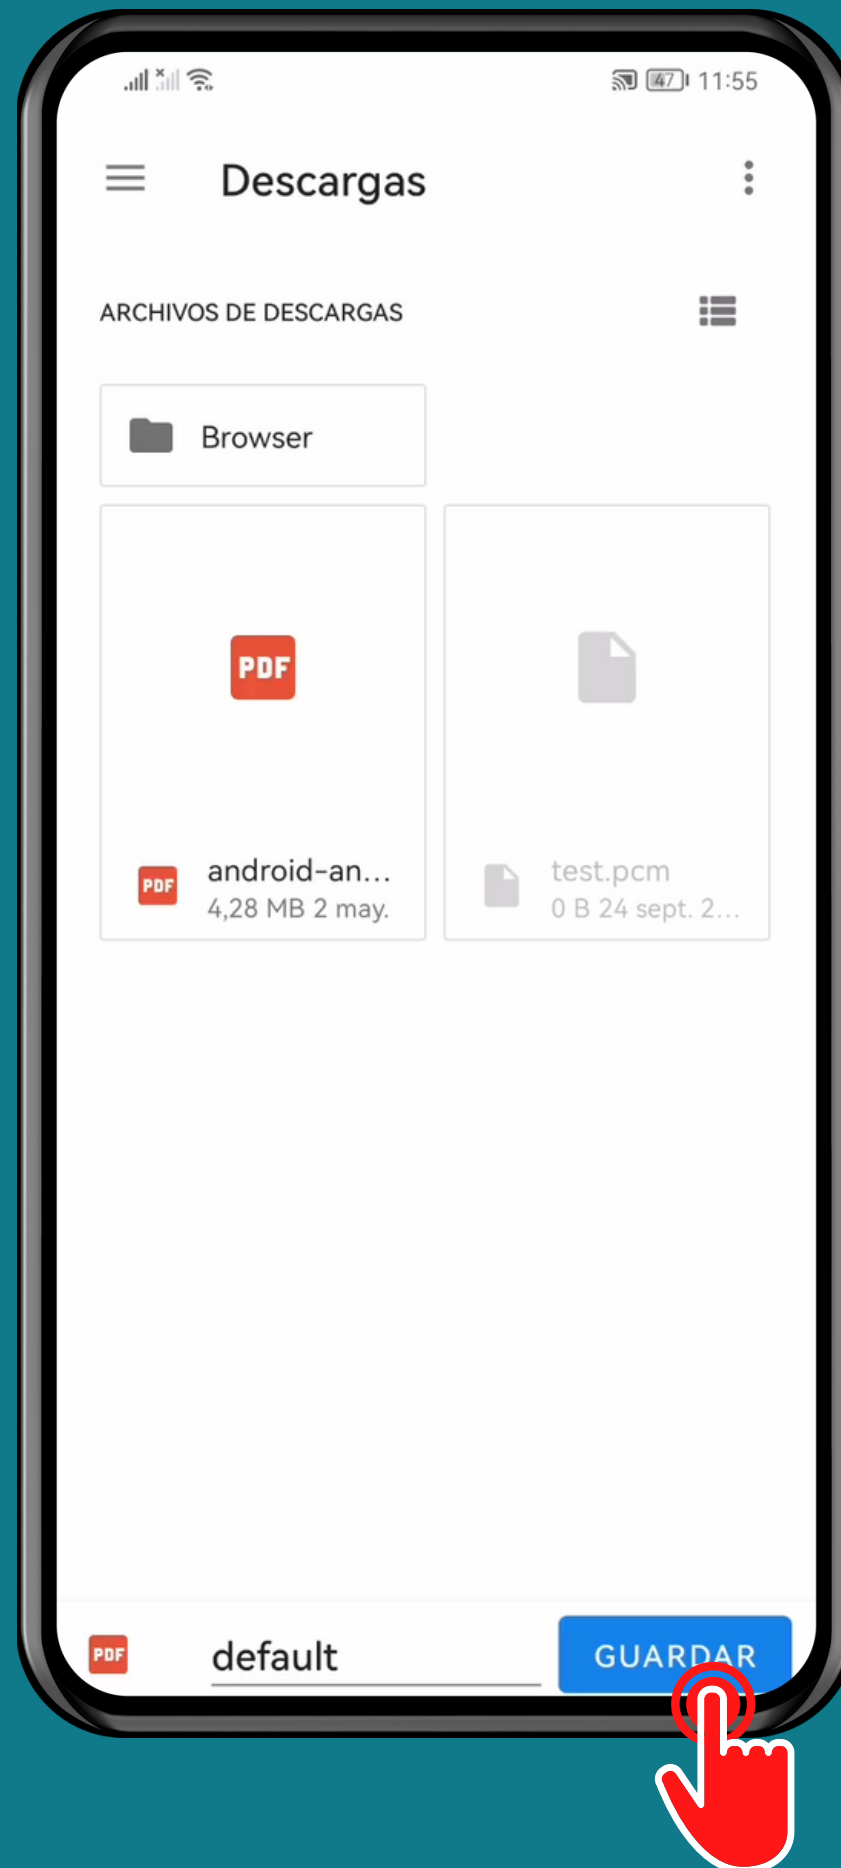 47 11:55
Descargas
ARCHIVOS DE DESCARGAS
Browser
PDF
PDF android-an...
4,28 MB 2 may.
test.pcm
0 B 24 sept. 2...
PDF default GUARDAR